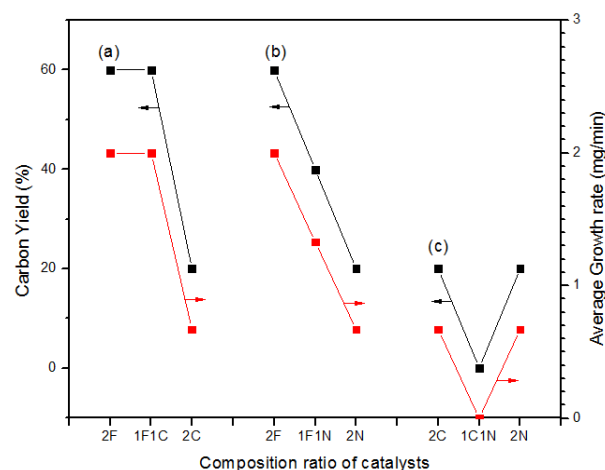 (a)
(b)
(c)
60
40
20
0
Carbon Yield (%)
3
2
1
0
Average Growth rate (mg/min)
2F 1F1C 2C 2F 1F1N 2N 2C 1C1N 2N
Composition ratio of catalysts